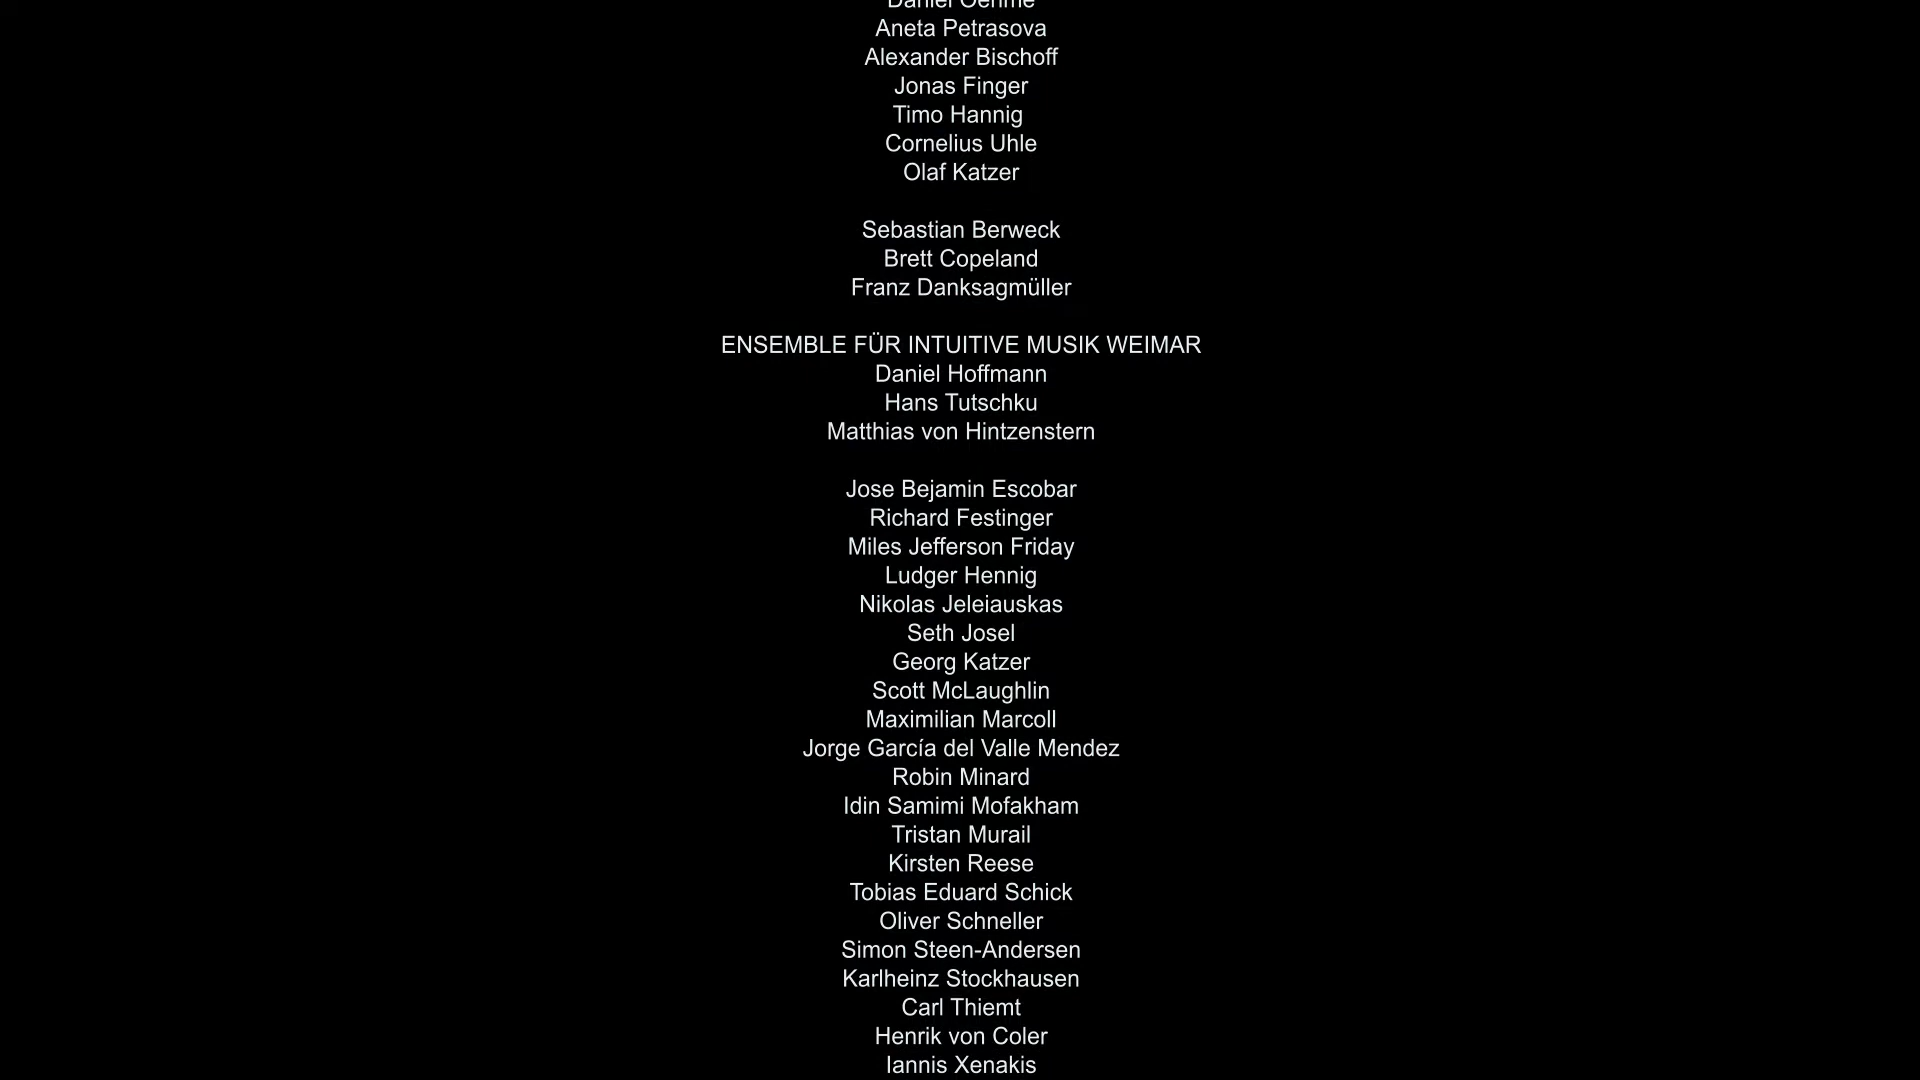 Daniel Oehme
Aneta Petrasova
Alexander Bischoff
Jonas Finger
Timo Hannig
Cornelius Uhle
Olaf Katzer
Sebastian Berweck
Brett Copeland
Franz Danksagmüller
ENSEMBLE FÜR INTUITIVE MUSIK WEIMAR
Daniel Hoffmann
Hans Tutschku
Matthias von Hintzenstern
Jose Bejamin Escobar
Richard Festinger
Miles Jefferson Friday
Ludger Hennig
Nikolas Jeleiauskas
Seth Josel
Georg Katzer
Scott McLaughlin
Maximilian Marcoll
Jorge García del Valle Mendez
Robin Minard
Idin Samimi Mofakham
Tristan Murail
Kirsten Reese
Tobias Eduard Schick
Oliver Schneller
Simon Steen-Andersen
Karlheinz Stockhausen
Carl Thiemt
Henrik von Coler
Iannis Xenakis